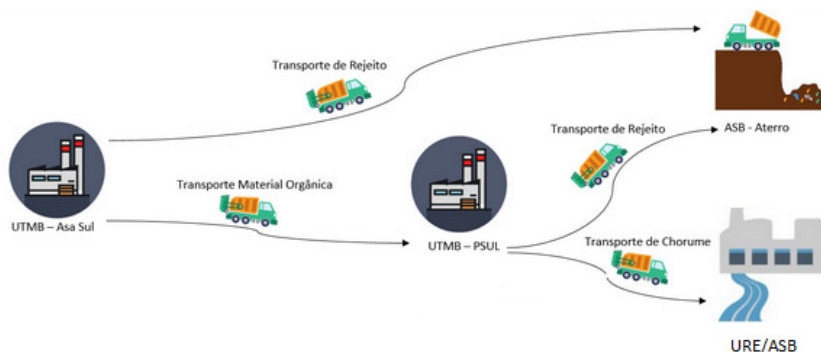 Transporte de Rejeito
Transporte de Rejeito
ASB - Aterro
Transporte Material Orgânica
UTMB – Asa Sul
UTMB – PSUL
Transporte de Chorume
URE/ASB